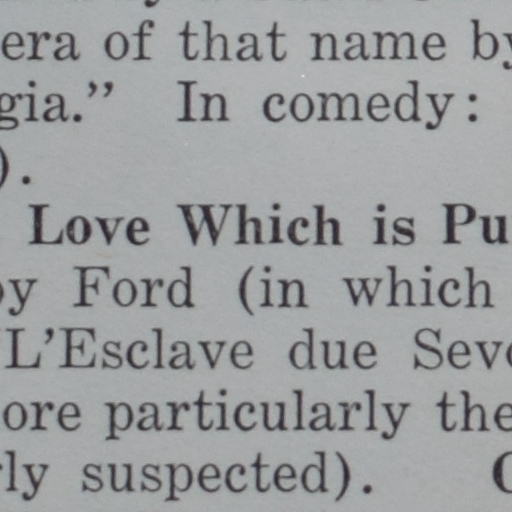 era of that name by
gia.” In comedy:
).
Love Which is Pu
by Ford (in which
L’Esclave due Seve
ore particularly the
rly suspected). C